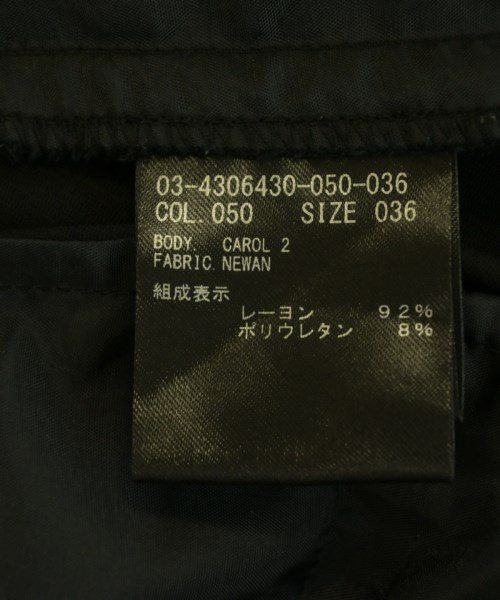 03-4306430-050-036
COL.050 SIZE 036
BODY. CAROL 2
FABRIC.NEWAN
組成表示
レーヨン 92%
ポリウレタン 8%